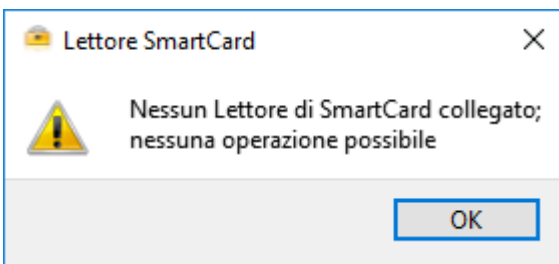 Lettore SmartCard
Nessun Lettore di SmartCard collegato;
nessuna operazione possibile
OK